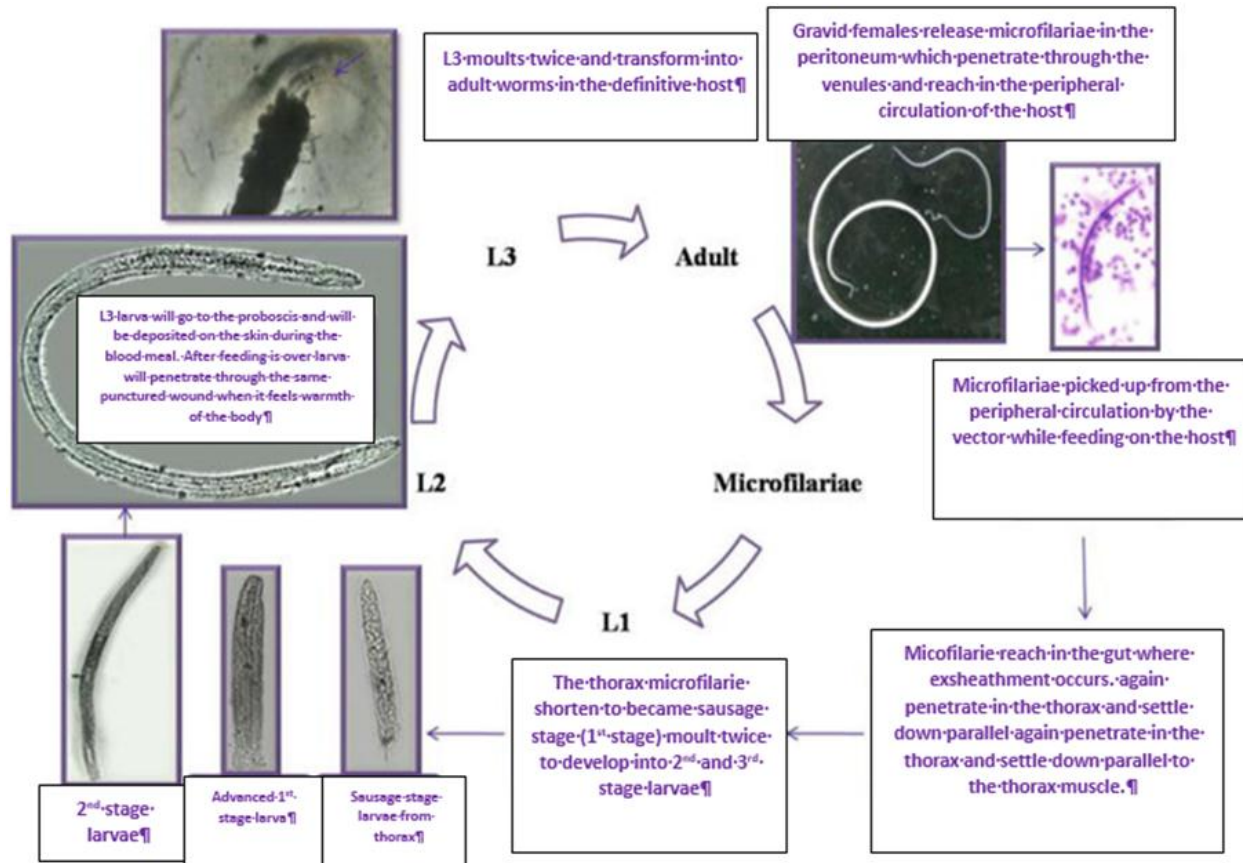 L3·moults·twice·and·transform·into·
adult·worms·in·the·definitive·host¶
Gravid·females·release·microfilariae·in·the·
peritoneum·which·penetrate·through·the·
venules·and·reach·in·the·peripheral·
circulation·of·the·host¶
L3
Adult
L3·larva·will·go·to·the·proboscis·and·will·
be·deposited·on·the·skin·during·the·
blood·meal.·After·feeding·is·over·larva·
will·penetrate·through·the·same·
punctured·wound·when·it·feels·warmth·
of·the·body¶
Microfilariae·picked·up·from·the·
peripheral·circulation·by·the·
vector·while·feeding·on·the·host¶
L2
Microfilariae
L1
Micofilarie·reach·in·the·gut·where·
exsheathment·occurs.·again·
penetrate·in·the·thorax·and·settle·
down·parallel·again·penetrate·in·the·
thorax·and·settle·down·parallel·to·
the·thorax·muscle.¶
The·thorax·microfilarie·
shorten·to·became·sausage·
stage·(1st·stage)·moult·twice·
to·develop·into·2nd·and·3rd·
stage·larvae¶
2nd·stage·
larvae¶
Advanced·1st·
stage·larva¶
Sausage·stage·
larvae·from·
thorax¶